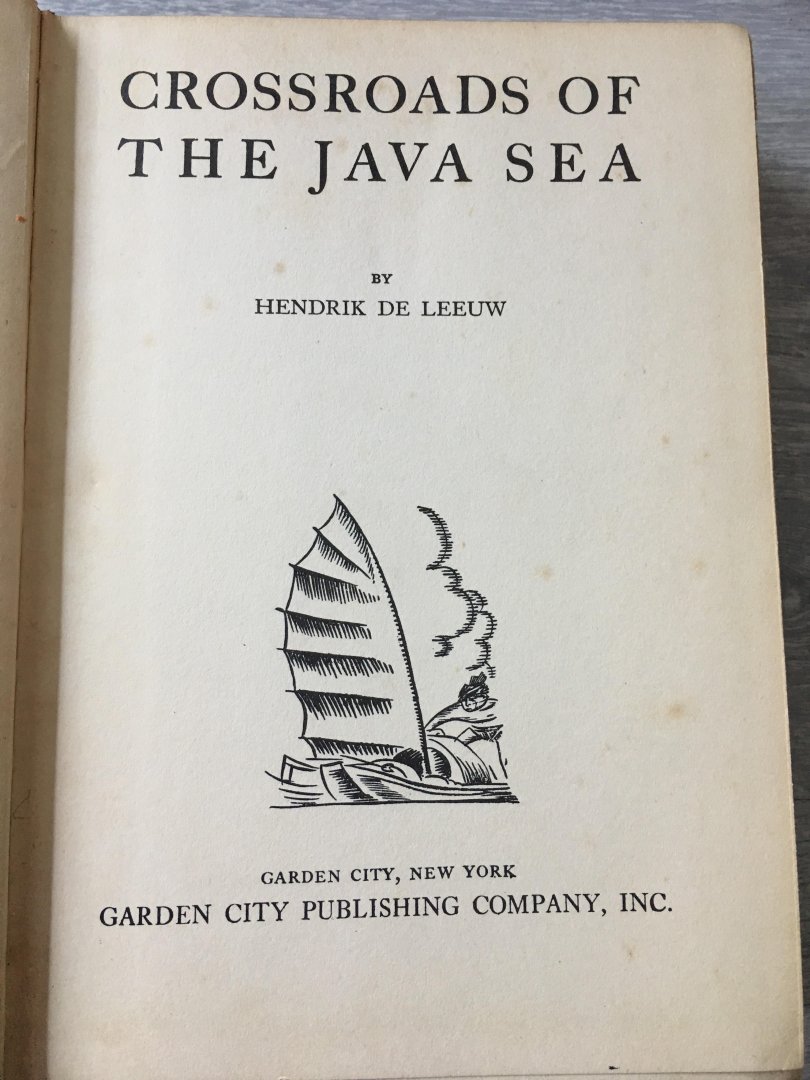 CROSSROADS OF
THE JAVA SEA
BY
HENDRIK DE LEEUW
GARDEN CITY, NEW YORK
GARDEN CITY PUBLISHING COMPANY, INC.